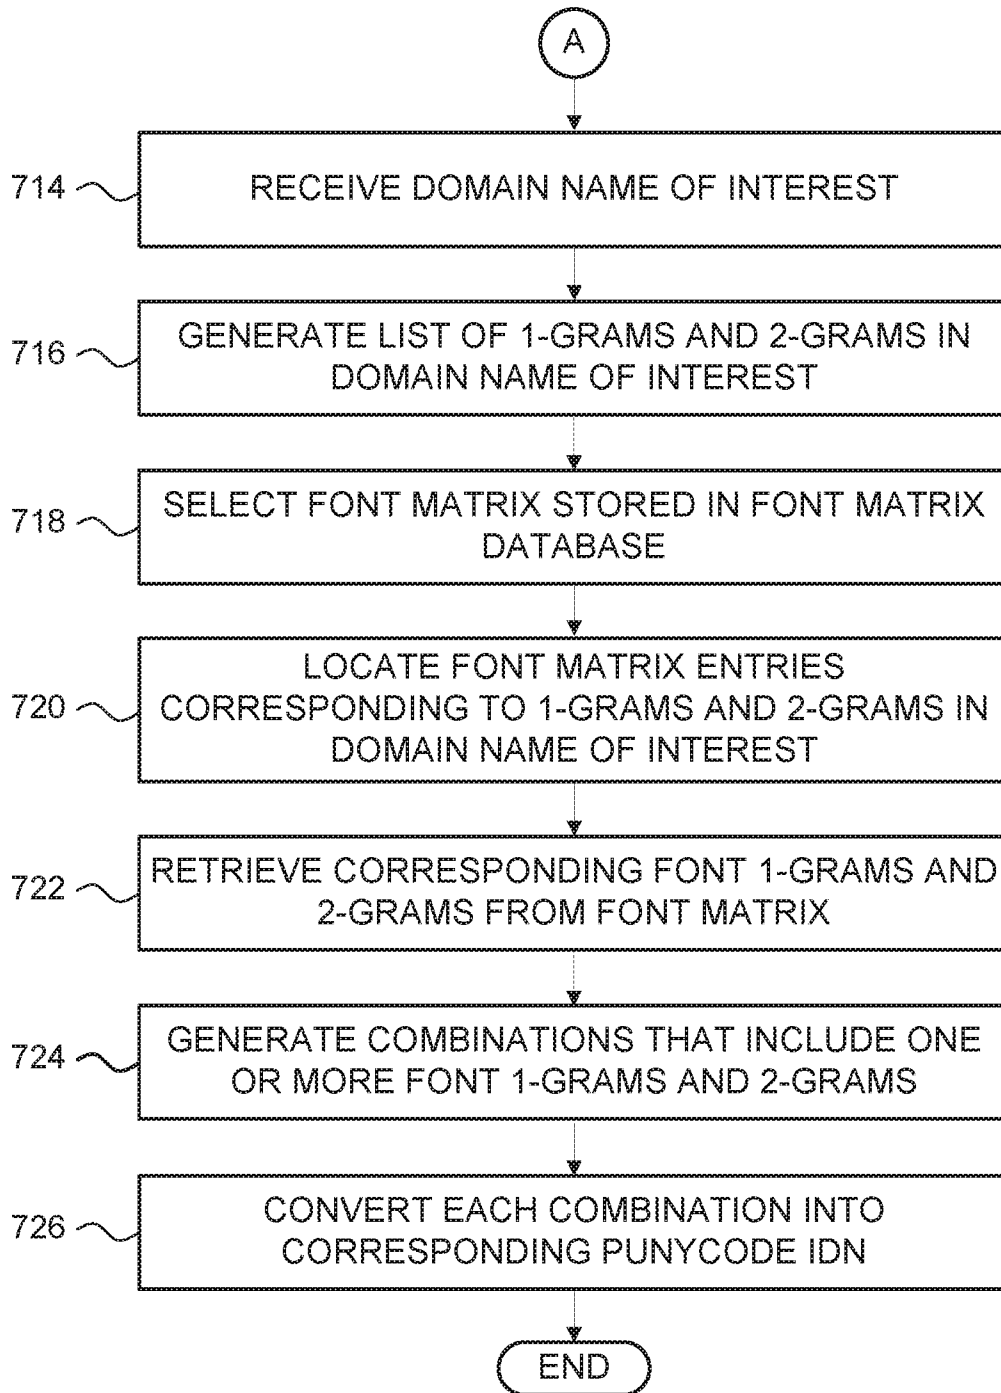 A
714
RECEIVE DOMAIN NAME OF INTEREST
716
GENERATE LIST OF 1-GRAMS AND 2-GRAMS IN
DOMAIN NAME OF INTEREST
718
SELECT FONT MATRIX STORED IN FONT MATRIX
DATABASE
720
LOCATE FONT MATRIX ENTRIES
CORRESPONDING TO 1-GRAMS AND 2-GRAMS IN
DOMAIN NAME OF INTEREST
722
RETRIEVE CORRESPONDING FONT 1-GRAMS AND
2-GRAMS FROM FONT MATRIX
724
GENERATE COMBINATIONS THAT INCLUDE ONE
OR MORE FONT 1-GRAMS AND 2-GRAMS
726
CONVERT EACH COMBINATION INTO
CORRESPONDING PUNYCODE IDN
END